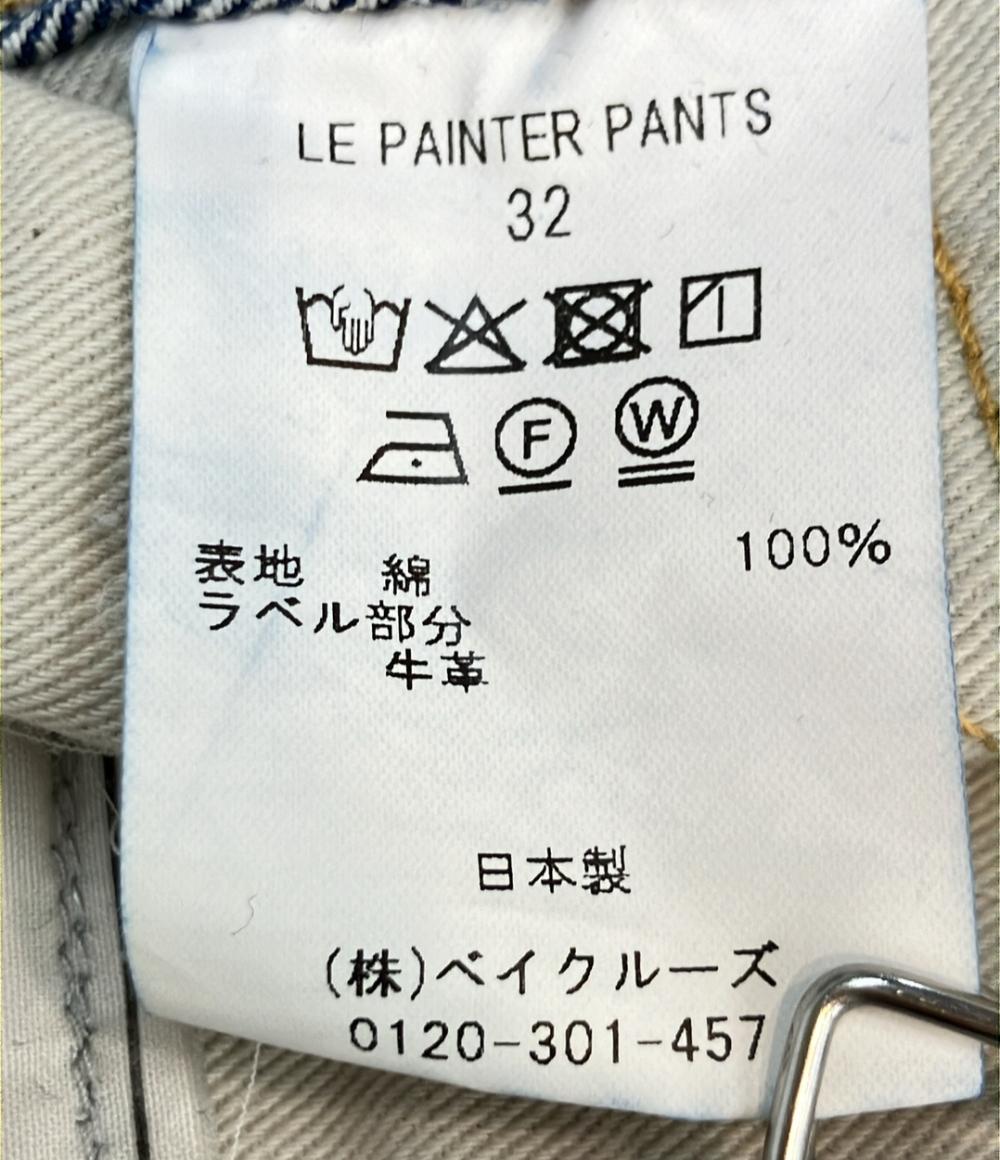 LE PAINTER PANTS
32
F W
表地 綿 100%
ラベル部分
牛革
日本製
(株)ベイクルーズ
0120-301-457